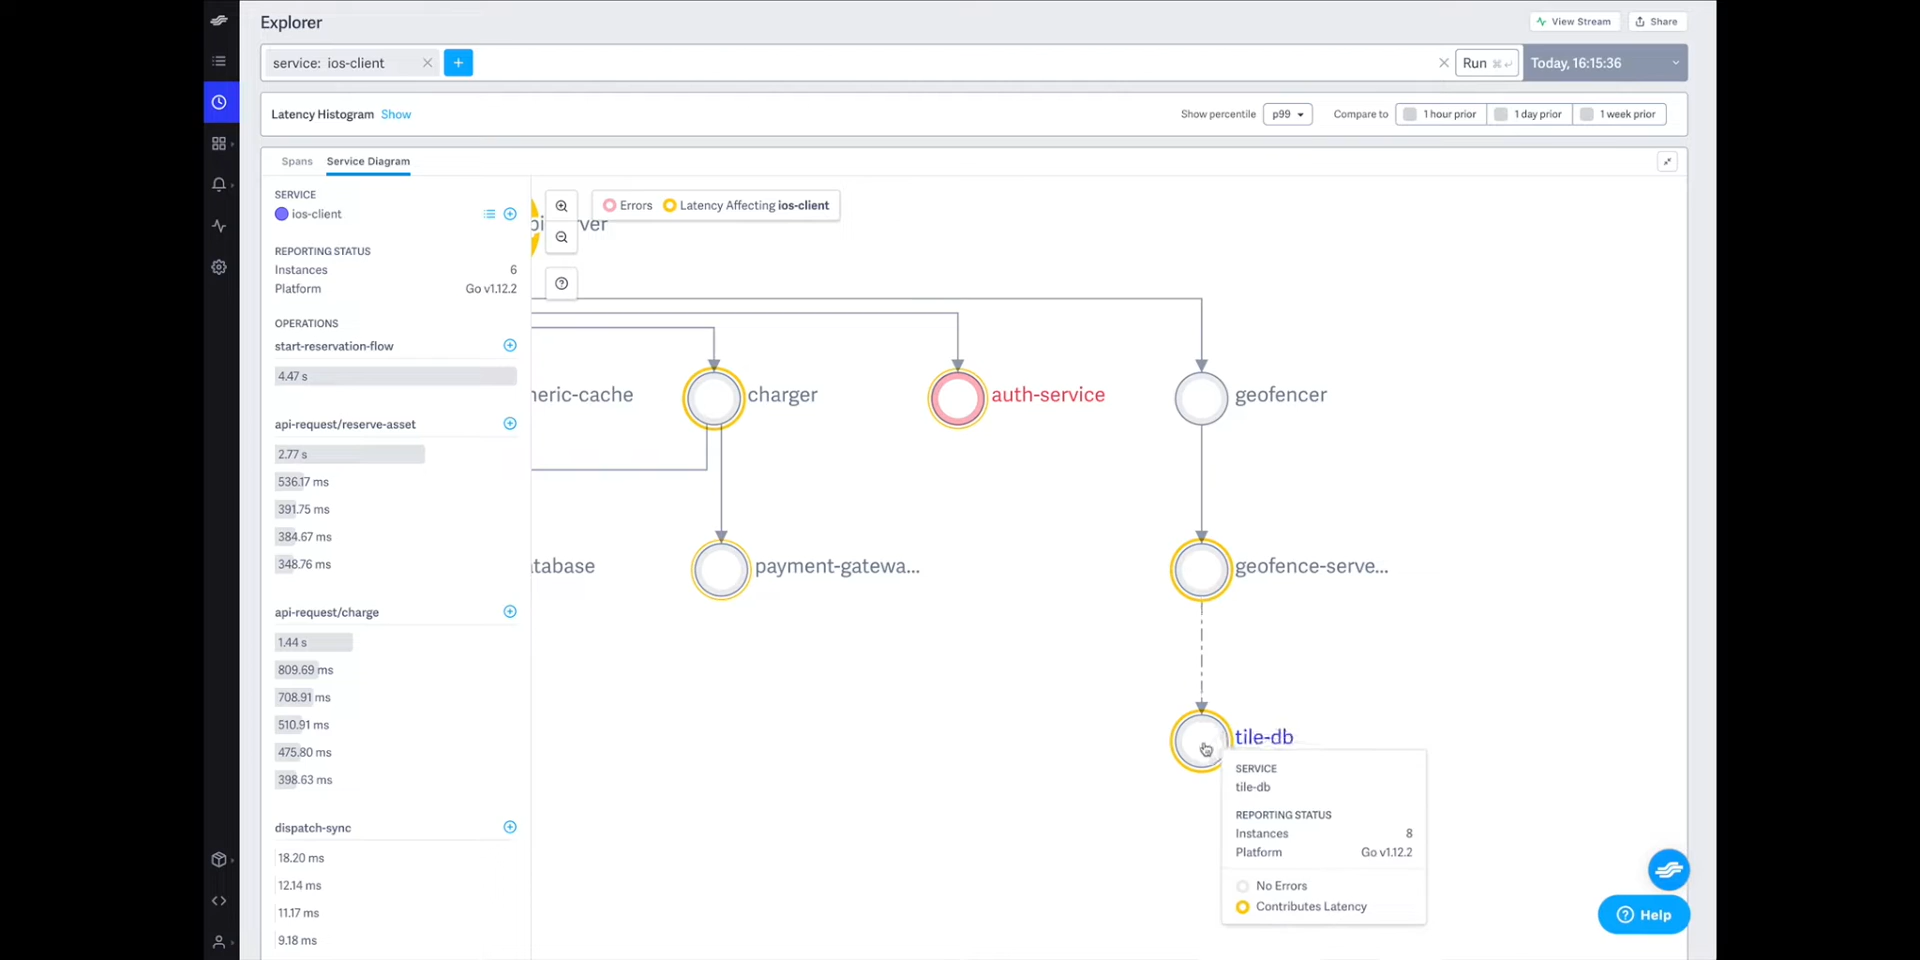 Explorer
View Stream
Share
service: ios-client
+
Run
Today, 16:15:36
Latency Histogram Show
Show percentile
p99
Compare to
1 hour prior
1 day prior
1 week prior
Spans
Service Diagram
SERVICE
ios-client
REPORTING STATUS
Instances 6
Platform Go v1.12.2
OPERATIONS
start-reservation-flow
4.47 s
api-request/reserve-asset
2.77 s
536.17 ms
391.75 ms
384.67 ms
348.76 ms
api-request/charge
1.44 s
809.69 ms
708.91 ms
510.91 ms
475.80 ms
398.63 ms
dispatch-sync
18.20 ms
12.14 ms
11.17 ms
9.18 ms
Errors
Latency Affecting ios-client
neric-cache
charger
auth-service
geofencer
tabase
payment-gatewa...
geofence-serve...
tile-db
SERVICE
tile-db
REPORTING STATUS
Instances 8
Platform Go v1.12.2
No Errors
Contributes Latency
Help